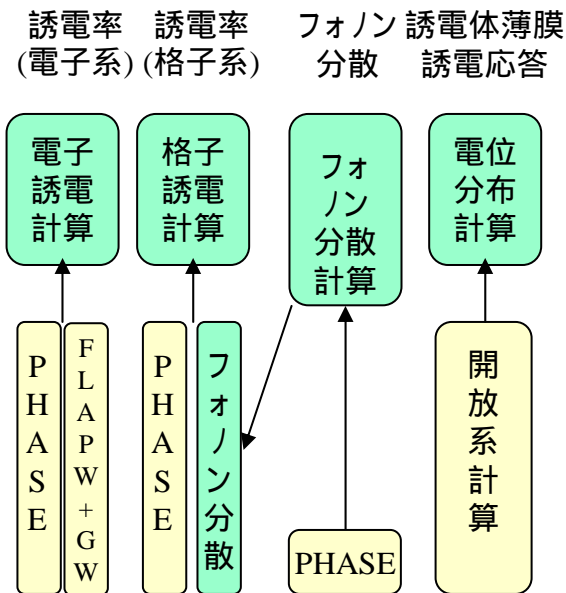 誘電率
(電子系)
誘電率
(格子系)
フォノン
分散
誘電体薄膜
誘電応答
電子
誘電
計算
格子
誘電
計算
フォ
ノン
分散
計算
電位
分布
計算
PHASE
FLAPW+GW
PHASE
フォノン分散
PHASE
開放系計算